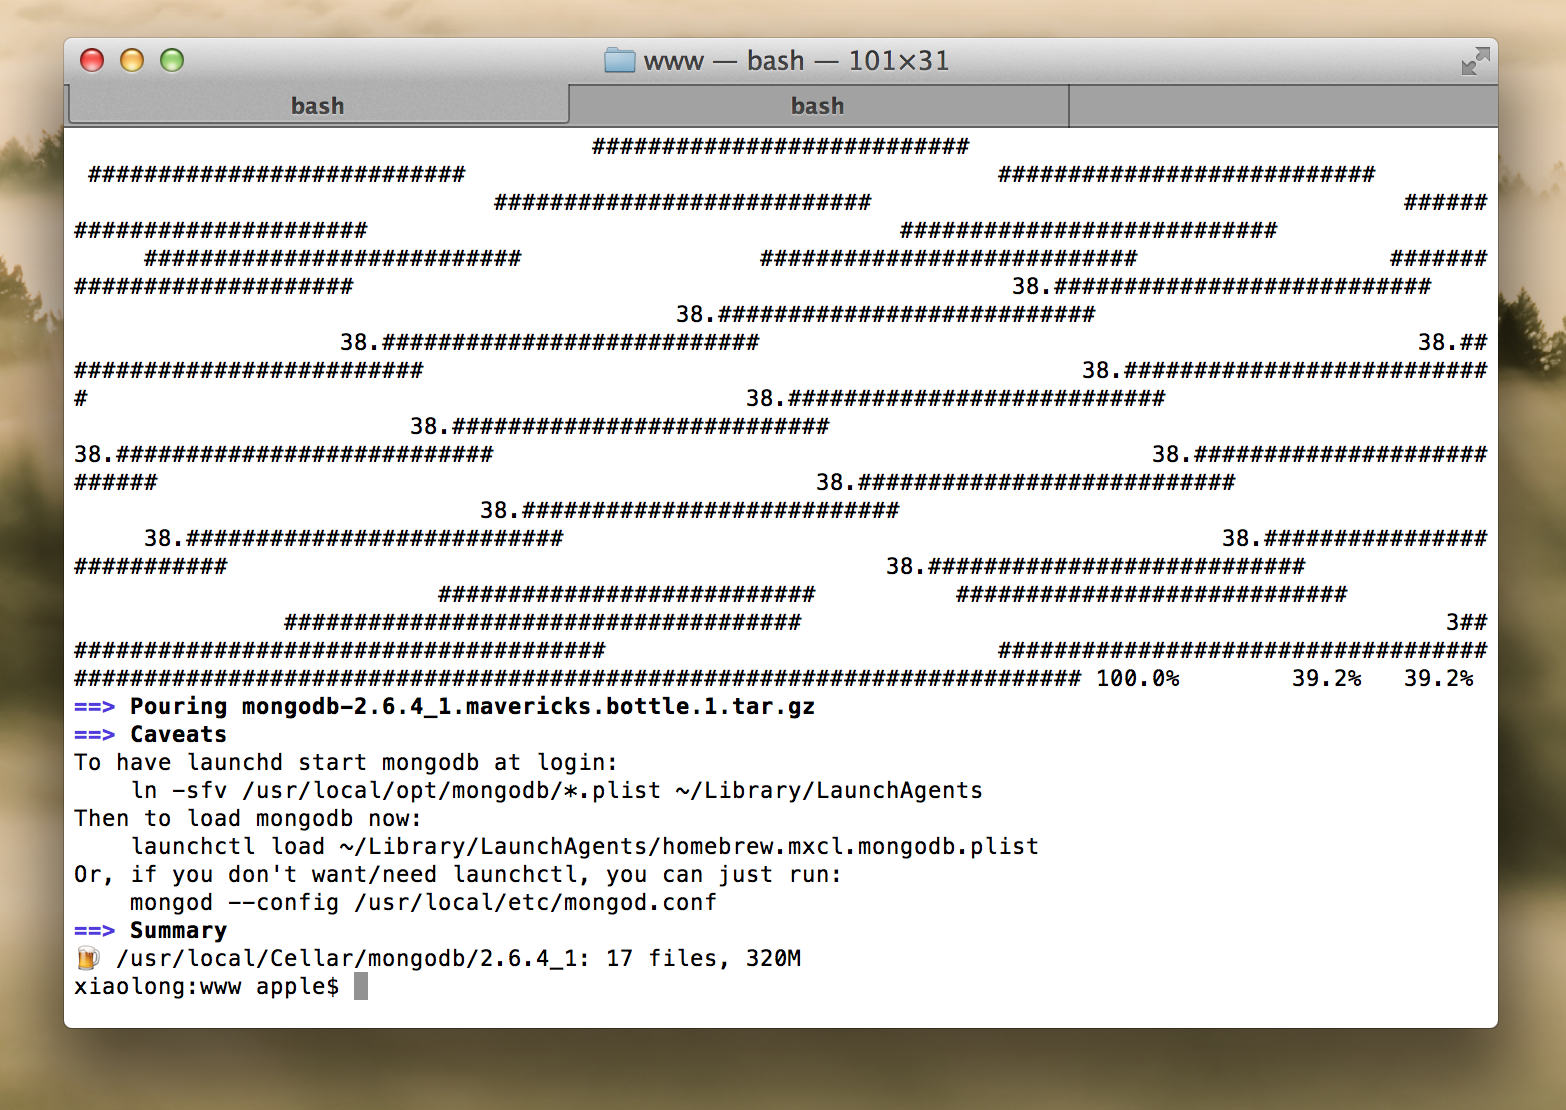 www — bash — 101×31
bash bash
###########################
########################### ###########################
########################### ######
##################### ###########################
########################### ########################### #######
#################### 38.###########################
38.###########################
38.########################### 38.##
######################### 38.##########################
# 38.###########################
38.###########################
38.########################### 38.#####################
###### 38.###########################
38.###########################
38.########################### 38.################
########### 38.###########################
########################### ############################
##################################### 3##
###################################### ###################################
######################################################################## 100.0% 39.2% 39.2%
==> Pouring mongodb-2.6.4_1.mavericks.bottle.1.tar.gz
==> Caveats
To have launchd start mongodb at login:
ln -sfv /usr/local/opt/mongodb/*.plist ~/Library/LaunchAgents
Then to load mongodb now:
launchctl load ~/Library/LaunchAgents/homebrew.mxcl.mongodb.plist
Or, if you don't want/need launchctl, you can just run:
mongod --config /usr/local/etc/mongod.conf
==> Summary
🍺 /usr/local/Cellar/mongodb/2.6.4_1: 17 files, 320M
xiaolong:www apple$